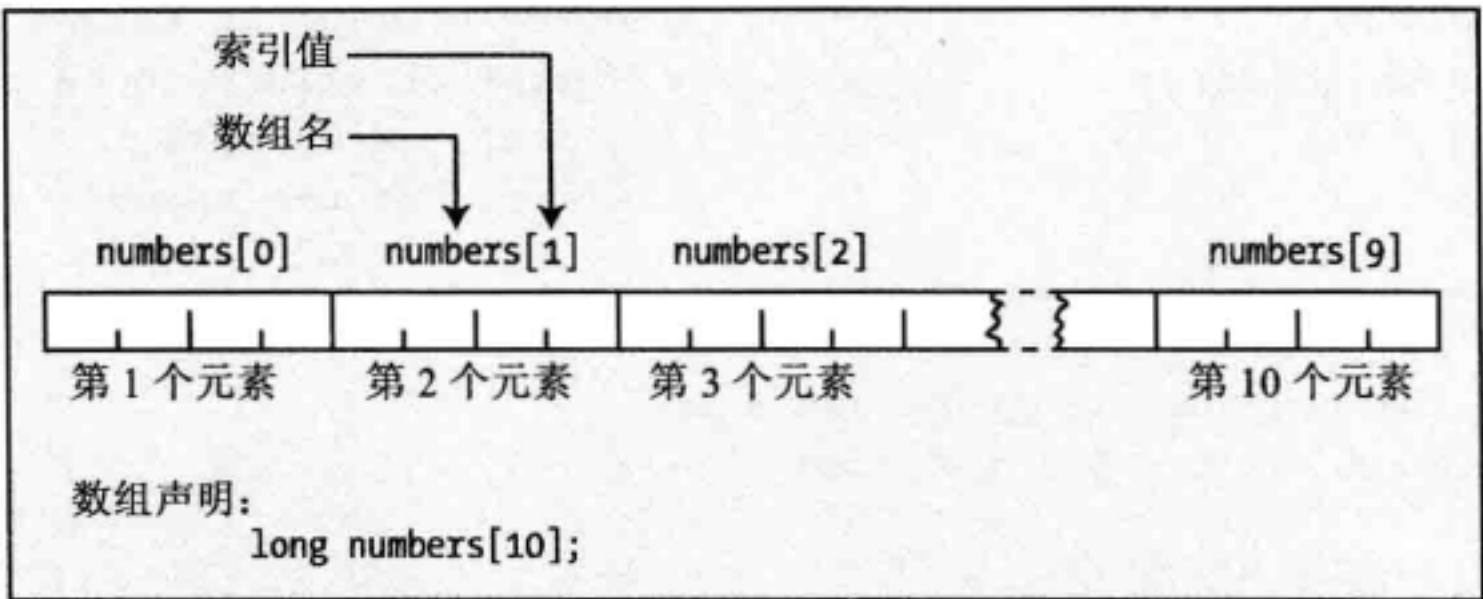 索引值
数组名
numbers[0] numbers[1] numbers[2] numbers[9]
第 1 个元素 第 2 个元素 第 3 个元素 第 10 个元素
数组声明：
long numbers[10];